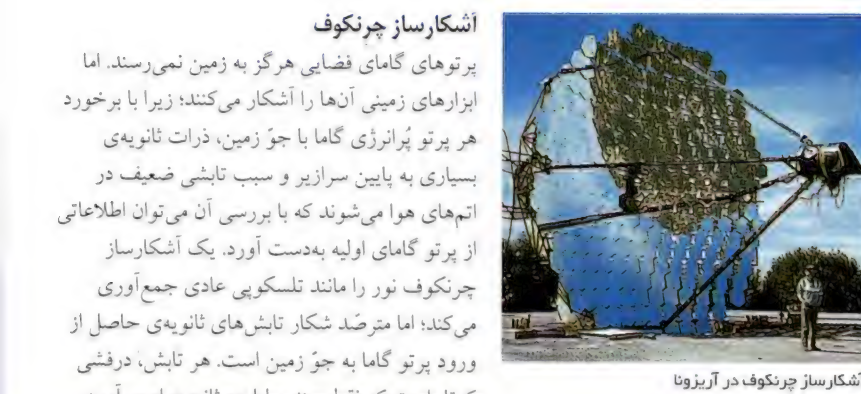 آشکارساز چرنکوف
پرتوهای گامای فضایی هرگز به زمین نمی‌رسند. اما
ابزارهای زمینی آن‌ها را آشکار می‌کنند؛ زیرا با برخورد
هر پرتو پُرانرژی گاما با جوّ زمین، ذرات ثانویه‌ی
بسیاری به پایین سرازیر و سبب تابشی ضعیف در
اتم‌های هوا می‌شوند که با بررسی آن می‌توان اطلاعاتی
از پرتو گامای اولیه به‌دست آورد. یک آشکارساز
چرنکوف نور را مانند تلسکوپی عادی جمع‌آوری
می‌کند؛ اما مترصّد شکار تابش‌های ثانویه‌ی حاصل از
ورود پرتو گاما به جوّ زمین است. هر تابش، درفشی
آشکارساز چرنکوف در آریزونا